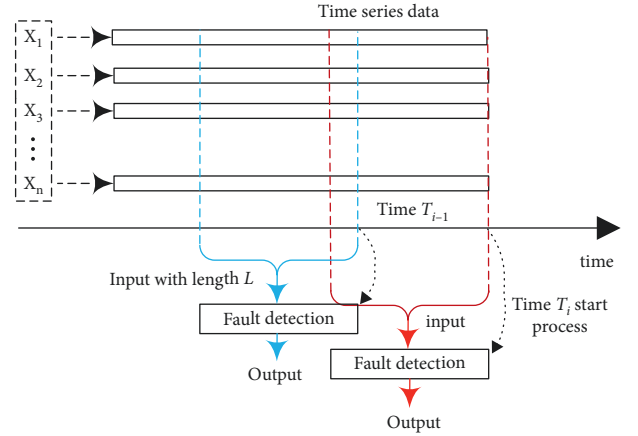 Time series data
X1
X2
X3
Xn
Time Ti–1
time
Input with length L
Fault detection
input
Time Ti start
process
Fault detection
Output
Output